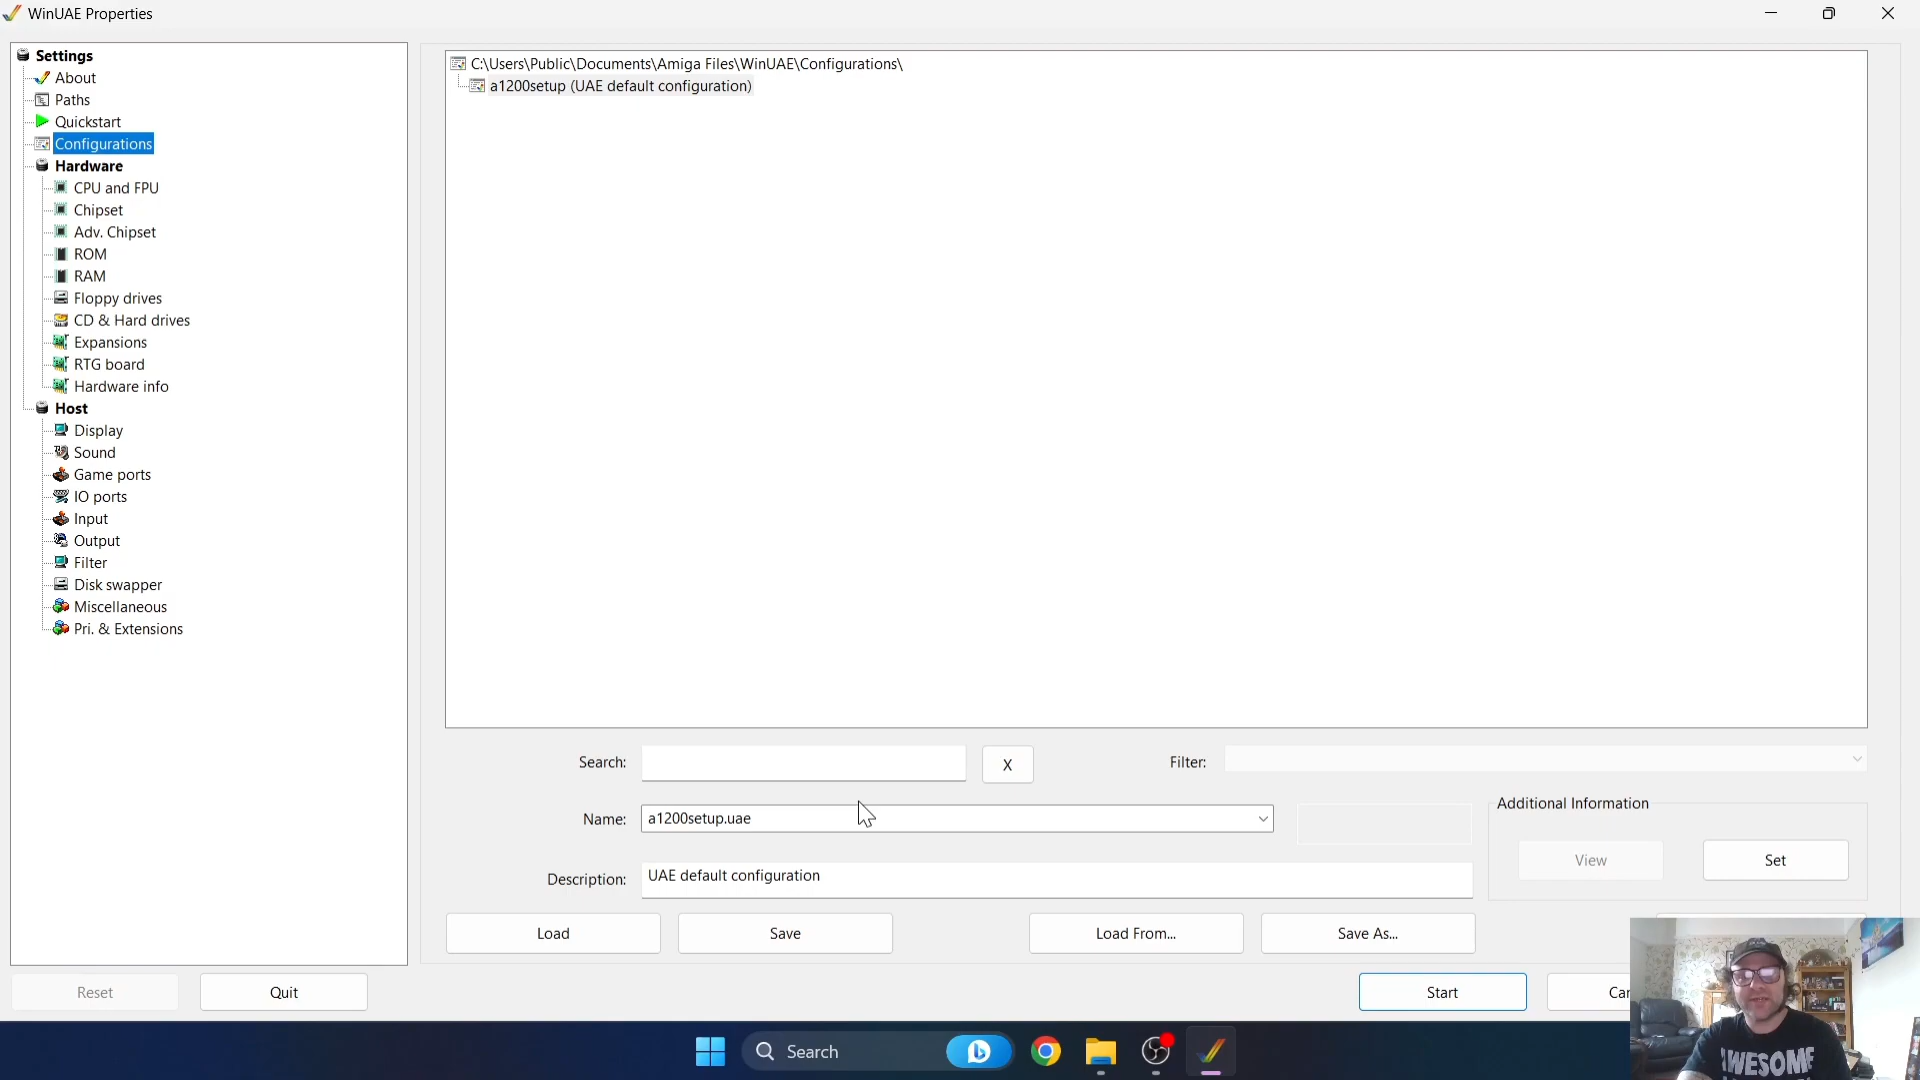 WinUAE Properties
Settings
About
Paths
Quickstart
Configurations
Hardware
CPU and FPU
Chipset
Adv. Chipset
ROM
RAM
Floppy drives
CD & Hard drives
Expansions
RTG board
Hardware info
Host
Display
Sound
Game ports
IO ports
Input
Output
Filter
Disk swapper
Miscellaneous
Pri. & Extensions
Reset
Quit
C:\Users\Public\Documents\Amiga Files\WinUAE\Configurations\
a1200setup (UAE default configuration)
Search:
X
Filter:
Name:
a1200setup.uae
Description:
UAE default configuration
Additional Information
View
Set
Load
Save
Load From...
Save As...
Start
Search
AWESOME